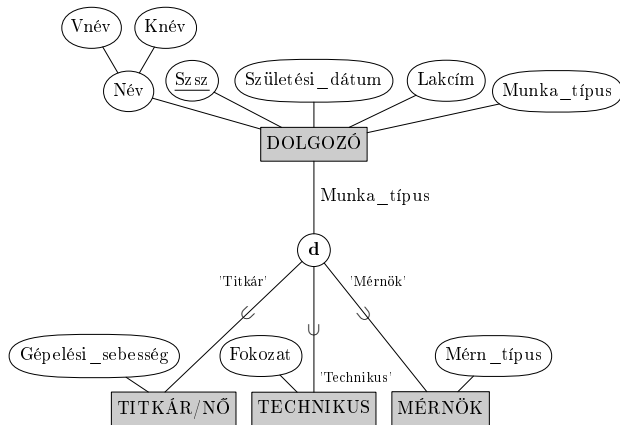 Vnév Knév
Név Szsz Születési_dátum Lakcím Munka_típus
DOLGOZÓ
Munka_típus
d
'Titkár' 'Mérnök'
Gépelési_sebesség Fokozat Mérn_típus
'Technikus'
TITKÁR/NŐ TECHNIKUS MÉRNÖK